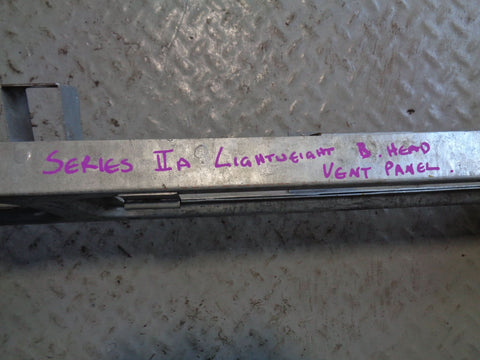 SERIES IIA LIGHTWEIGHT B.HEAD
VENT PANEL.